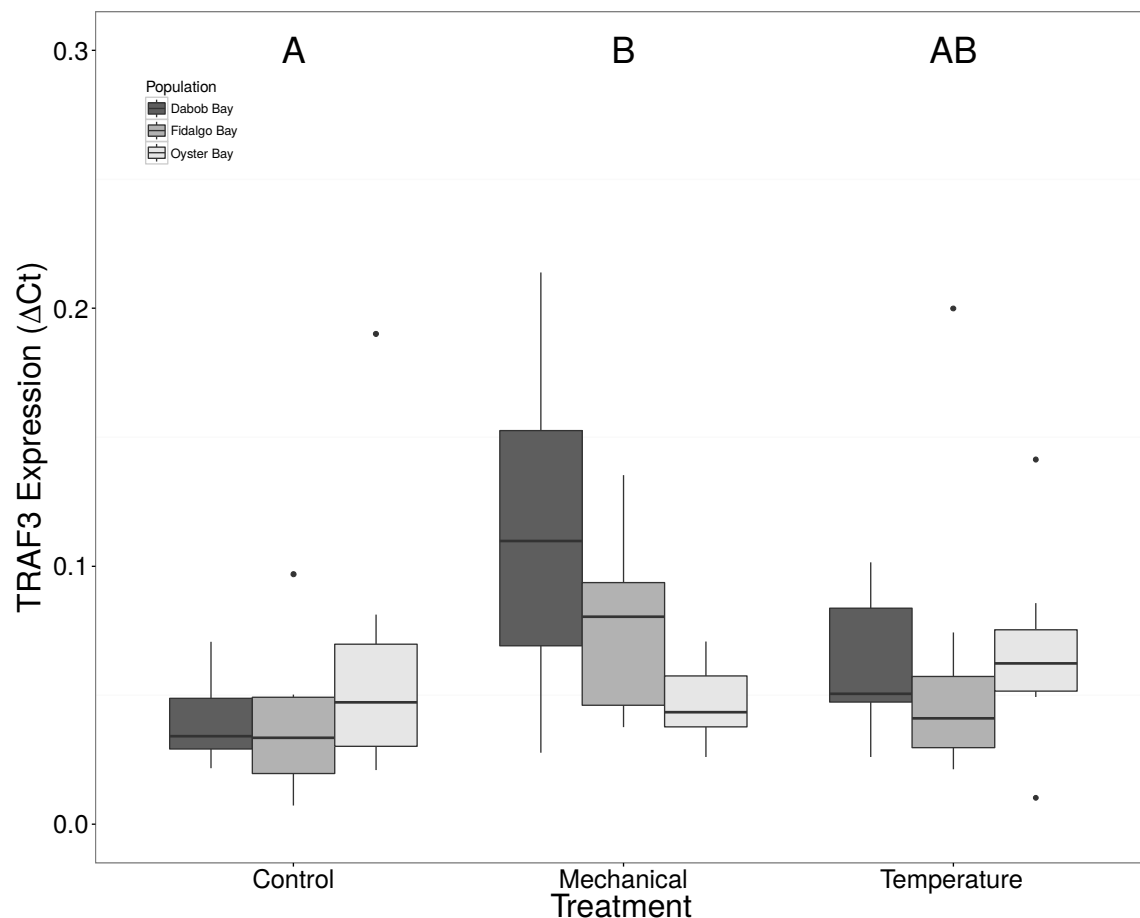 A
B
AB
Population
Dabob Bay
Fidalgo Bay
Oyster Bay
0.3
0.2
0.1
0.0
TRAF3 Expression (ΔCt)
Control
Mechanical
Temperature
Treatment